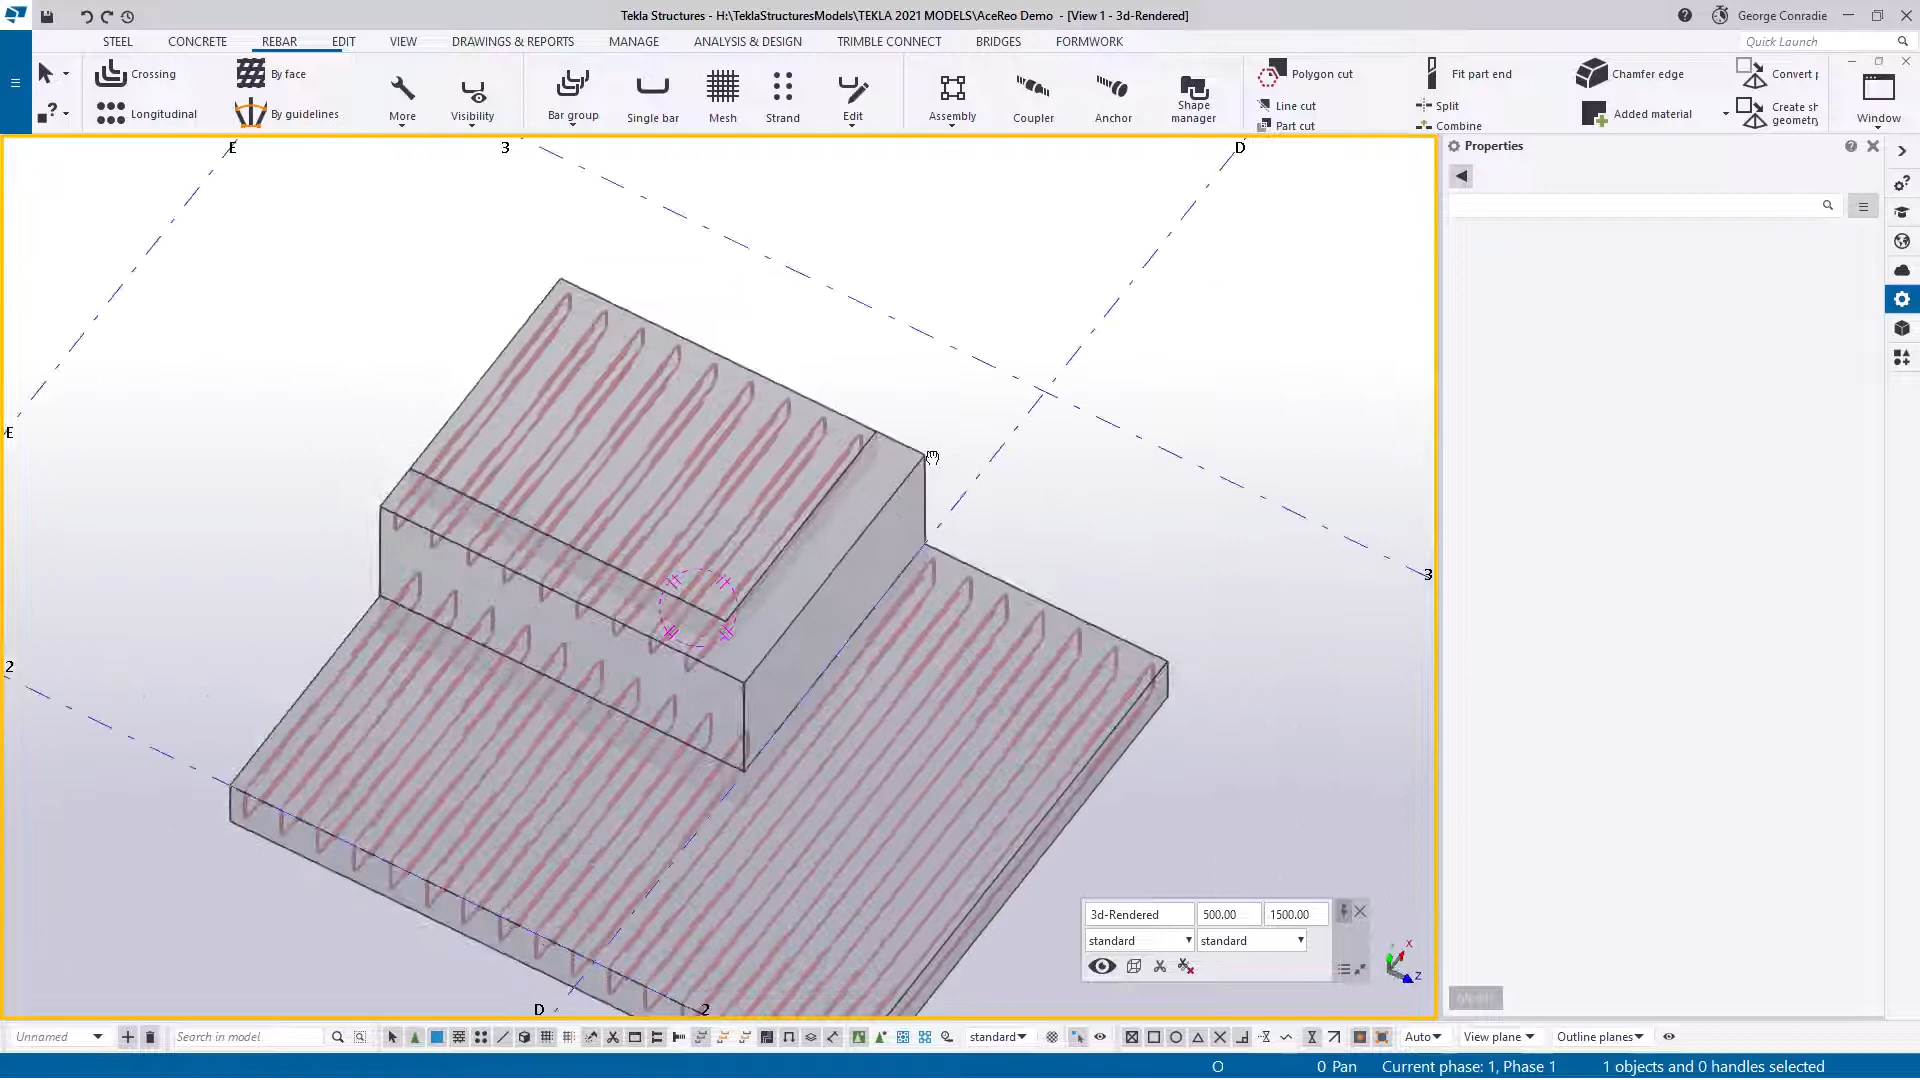 Tekla Structures - H:\TeklaStructuresModels\TEKLA 2021 MODELS\AceReo Demo - [View 1 - 3d-Rendered]
George Conradie
STEEL CONCRETE REBAR EDIT VIEW DRAWINGS & REPORTS MANAGE ANALYSIS & DESIGN TRIMBLE CONNECT BRIDGES FORMWORK
Quick Launch
Crossing
Longitudinal
By face
By guidelines
More
Visibility
Bar group
Single bar
Mesh
Strand
Edit
Assembly
Coupler
Anchor
Shape
manager
Polygon cut
Line cut
Part cut
Fit part end
Split
Combine
Chamfer edge
Added material
Convert p
Create sh
geometry
Window
Properties
E 3 D
E
3
2
D 2
3d-Rendered 500.00 1500.00
standard standard
X
Z
Unnamed
Search in model
standard
Auto
View plane
Outline planes
O 0 Pan Current phase: 1, Phase 1 1 objects and 0 handles selected